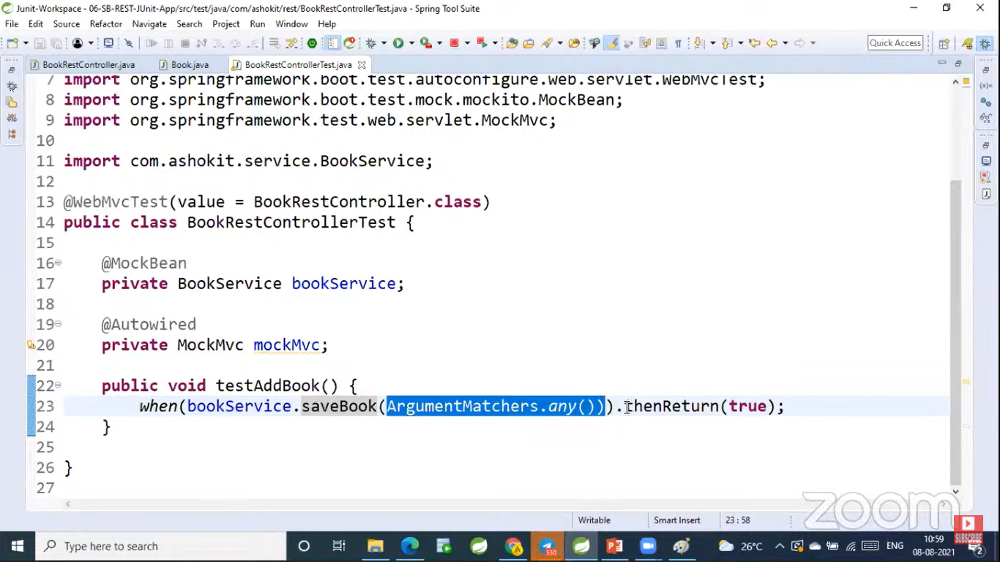 Junit-Workspace - 06-SB-REST-JUnit-App/src/test/java/com/ashokit/rest/BookRestControllerTest.java - Spring Tool Suite
File Edit Source Refactor Navigate Search Project Run Window Help
Quick Access
BookRestController.java Book.java BookRestControllerTest.java
7 import org.springframework.boot.test.autoconfigure.web.servlet.WebMvcTest;
8 import org.springframework.boot.test.mock.mockito.MockBean;
9 import org.springframework.test.web.servlet.MockMvc;
10
11 import com.ashokit.service.BookService;
12
13 @WebMvcTest(value = BookRestController.class)
14 public class BookRestControllerTest {
15
16 @MockBean
17 private BookService bookService;
18
19 @Autowired
20 private MockMvc mockMvc;
21
22 public void testAddBook() {
23 when(bookService.saveBook(ArgumentMatchers.any())).thenReturn(true);
24 }
25
26 }
27
Writable Smart Insert 23 : 58
zoom
SUBSCRIBE
Type here to search
ssq
26°C ENG
10:59
08-08-2021
2